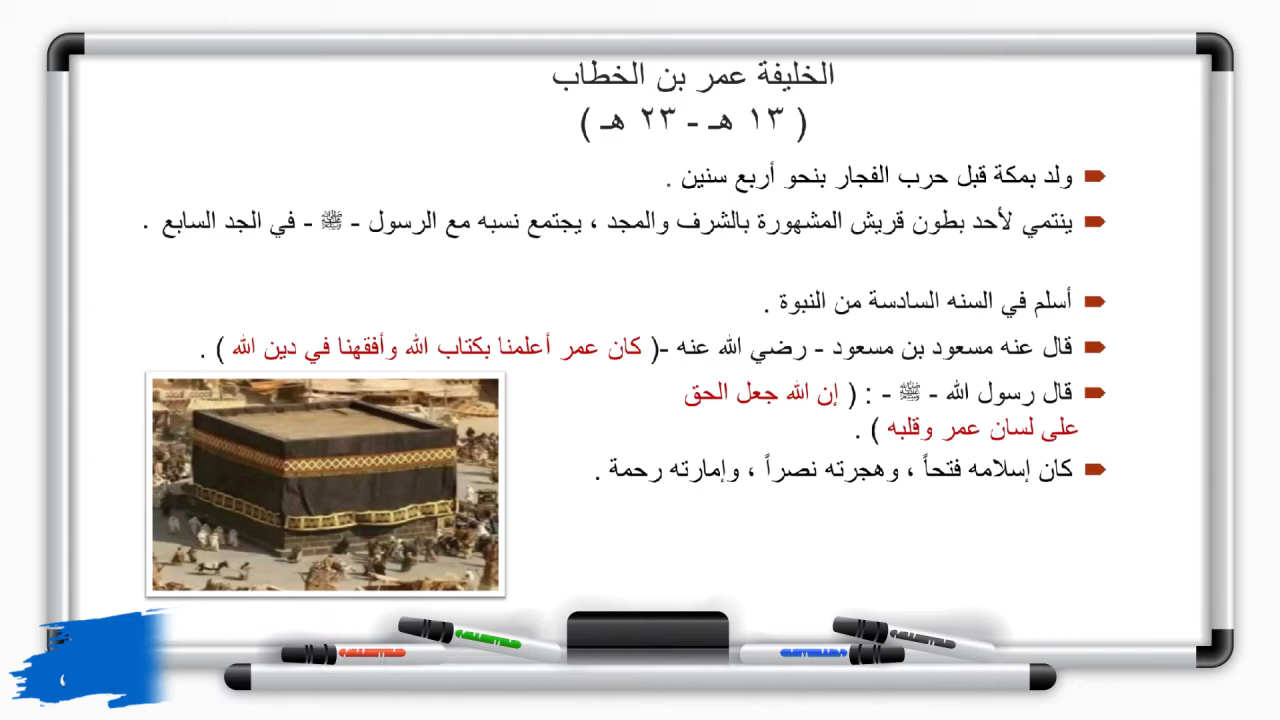 الخليفة عمر بن الخطاب
( ١٣ هـ - ٢٣ هـ )
ولد بمكة قبل حرب الفجار بنحو أربع سنين .
ينتمي لأحد بطون قريش المشهورة بالشرف والمجد ، يجتمع نسبه مع الرسول - ﷺ - في الجد السابع .
أسلم في السنه السادسة من النبوة .
قال عنه مسعود بن مسعود - رضي الله عنه -( كان عمر أعلمنا بكتاب الله وأفقهنا في دين الله ) .
قال رسول الله - ﷺ - : ( إن الله جعل الحق
على لسان عمر وقلبه ) .
كان إسلامه فتحاً ، وهجرته نصراً ، وإمارته رحمة .